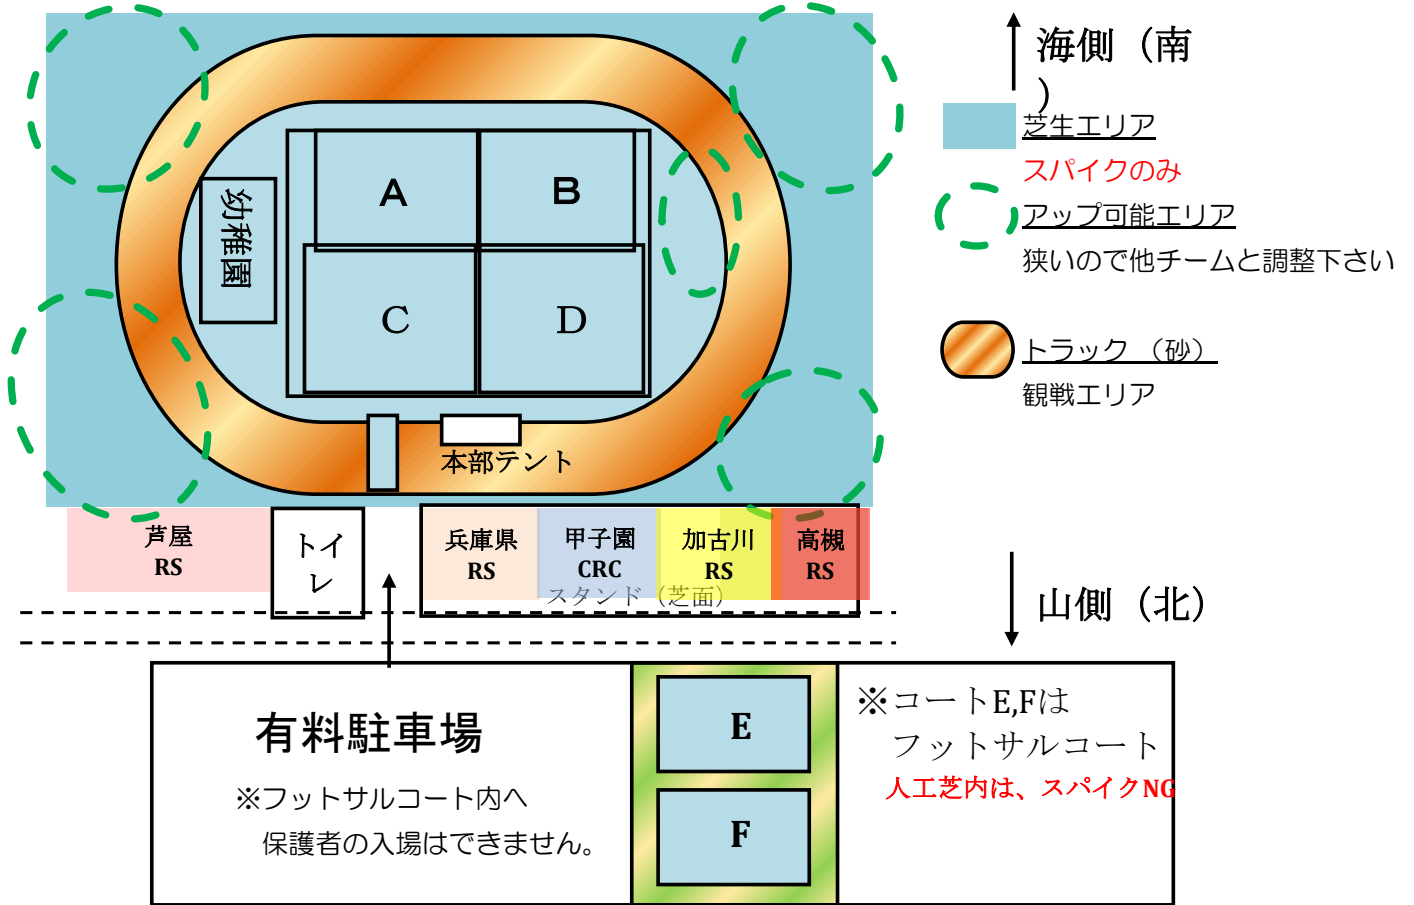 海側（南
）
芝生エリア
スパイクのみ
アップ可能エリア
狭いので他チームと調整下さい
トラック （砂）
観戦エリア
A
B
幼稚園
C
D
本部テント
芦屋
RS
トイ
レ
兵庫県
RS
甲子園
CRC
加古川
RS
高槻
RS
スタンド（芝面）
山側（北）
有料駐車場
※フットサルコート内へ
保護者の入場はできません。
E
F
※コートE,Fは
フットサルコート
人工芝内は、スパイクNG